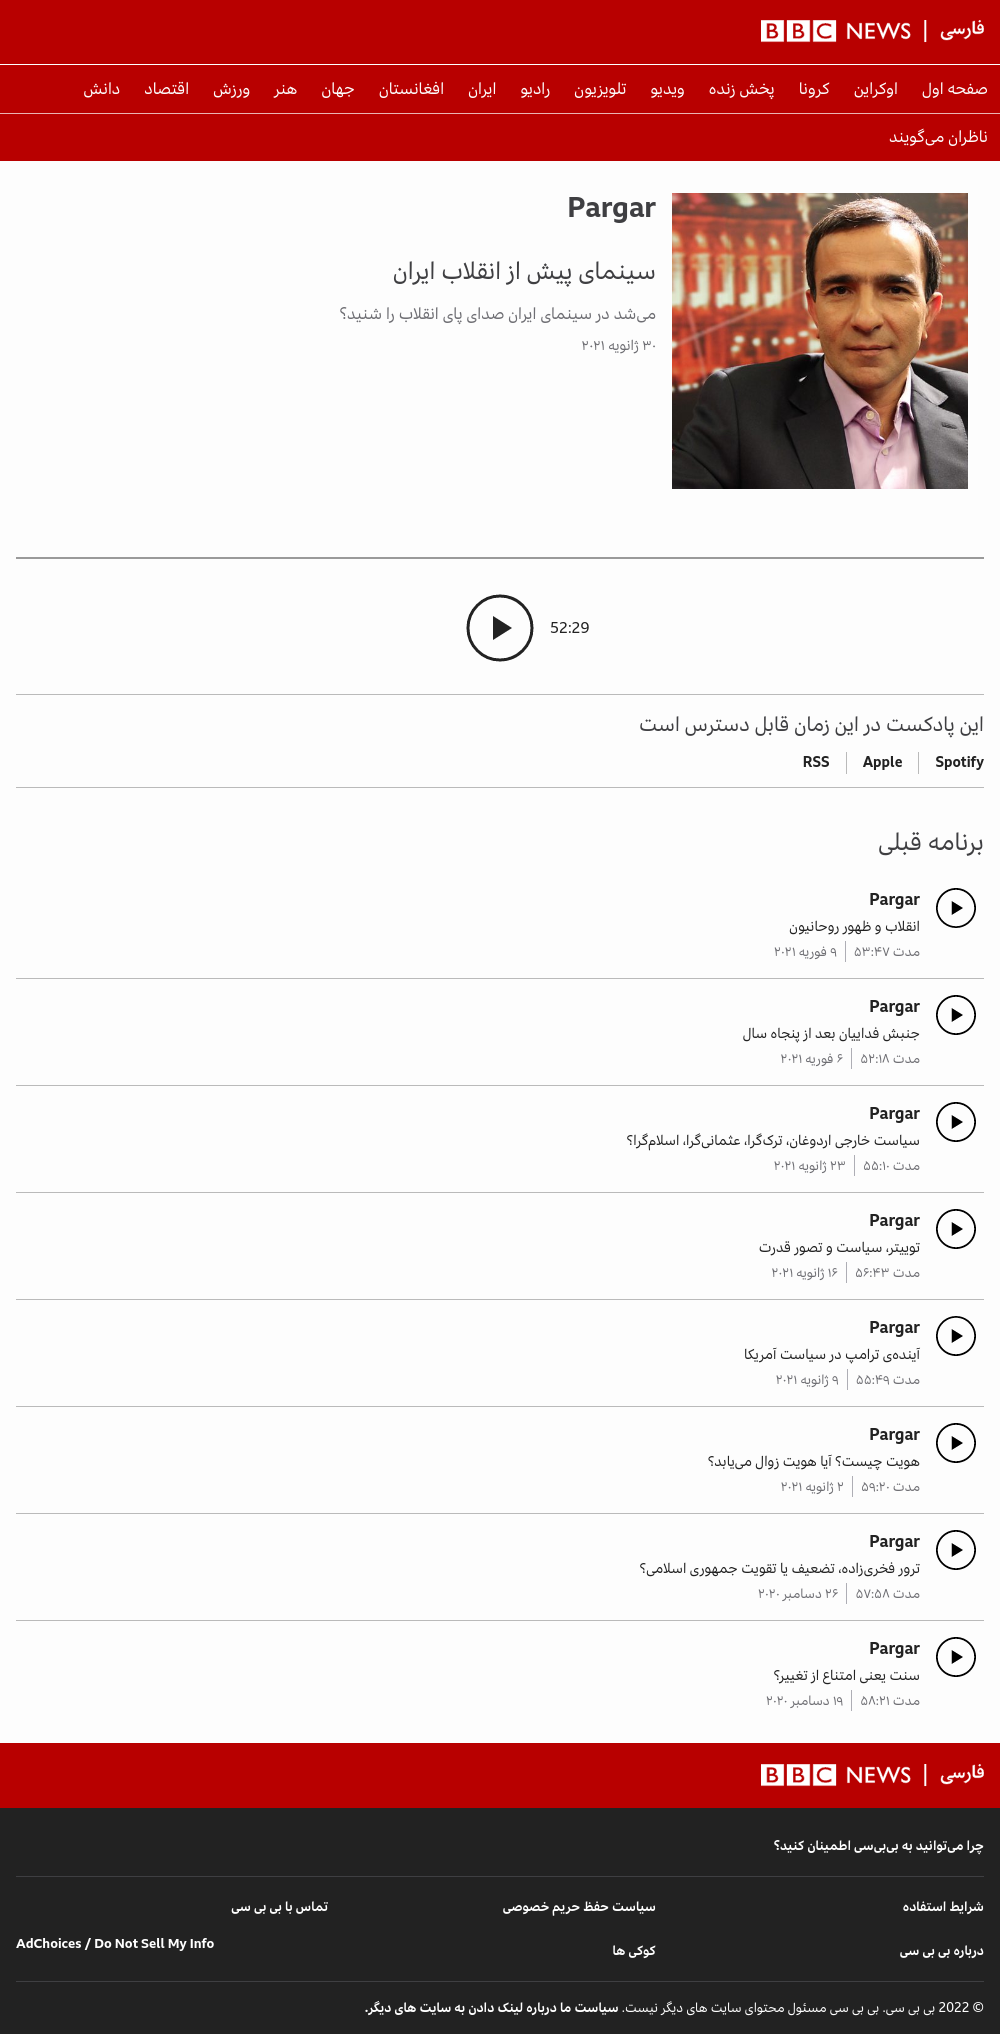 BBC NEWS | فارسی
صفحه اول اوکراین کرونا پخش زنده ویدیو تلویزیون رادیو ایران افغانستان جهان هنر ورزش اقتصاد دانش
ناظران می‌گویند
Pargar
سینمای پیش از انقلاب ایران
می‌شد در سینمای ایران صدای پای انقلاب را شنید؟
۳۰ ژانویه ۲۰۲۱
52:29
این پادکست در این زمان قابل دسترس است
Spotify Apple RSS
برنامه قبلی
Pargar
انقلاب و ظهور روحانیون
مدت ۵۳:۴۷ ۹ فوریه ۲۰۲۱
Pargar
جنبش فداییان بعد از پنجاه سال
مدت ۵۲:۱۸ ۶ فوریه ۲۰۲۱
Pargar
سیاست خارجی اردوغان، ترک‌گرا، عثمانی‌گرا، اسلام‌گرا؟
مدت ۵۵:۱۰ ۲۳ ژانویه ۲۰۲۱
Pargar
توییتر، سیاست و تصور قدرت
مدت ۵۶:۴۳ ۱۶ ژانویه ۲۰۲۱
Pargar
آینده‌ی ترامپ در سیاست آمریکا
مدت ۵۵:۴۹ ۹ ژانویه ۲۰۲۱
Pargar
هویت چیست؟ آیا هویت زوال می‌یابد؟
مدت ۵۹:۲۰ ۲ ژانویه ۲۰۲۱
Pargar
ترور فخری‌زاده، تضعیف یا تقویت جمهوری اسلامی؟
مدت ۵۷:۵۸ ۲۶ دسامبر ۲۰۲۰
Pargar
سنت یعنی امتناع از تغییر؟
مدت ۵۸:۲۱ ۱۹ دسامبر ۲۰۲۰
BBC NEWS | فارسی
چرا می‌توانید به بی‌بی‌سی اطمینان کنید؟
شرایط استفاده سیاست حفظ حریم خصوصی تماس با بی بی سی
درباره بی بی سی کوکی ها AdChoices / Do Not Sell My Info
© 2022 بی بی سی. بی بی سی مسئول محتوای سایت های دیگر نیست. سیاست ما درباره لینک دادن به سایت های دیگر.